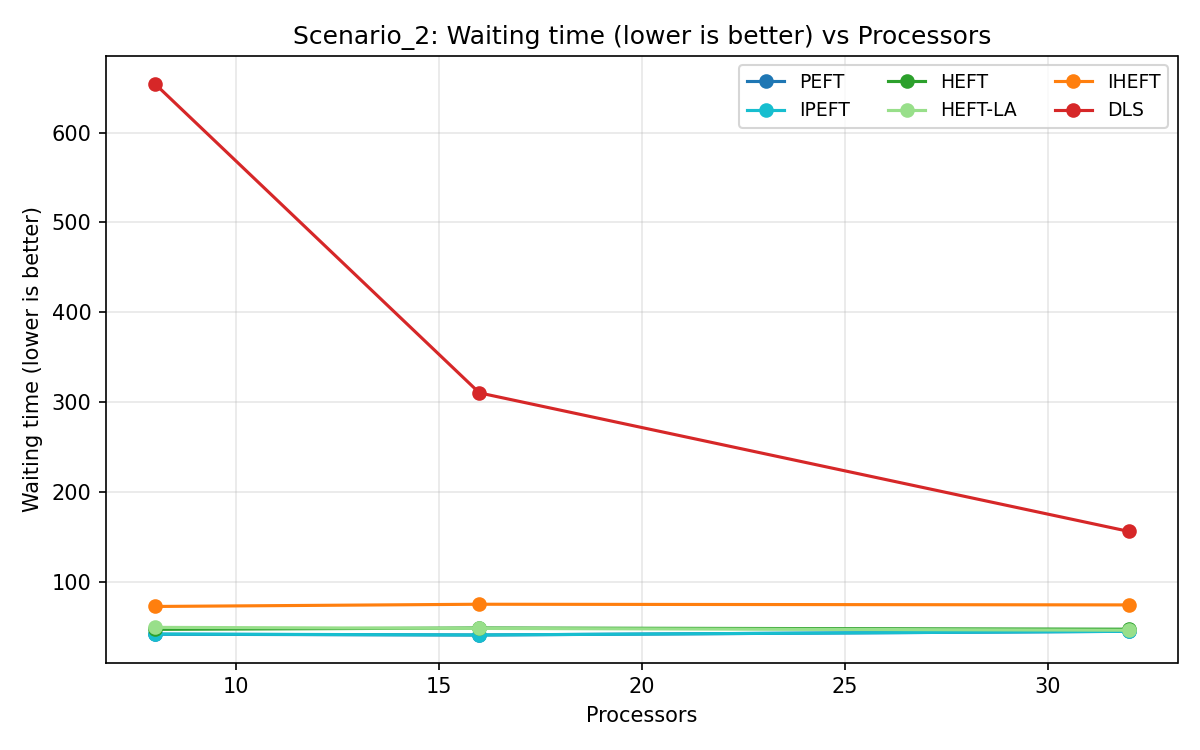 Scenario_2: Waiting time (lower is better) vs Processors
PEFT
IPEFT
HEFT
HEFT-LA
IHEFT
DLS
Waiting time (lower is better)
600
500
400
300
200
100
10
15
20
25
30
Processors